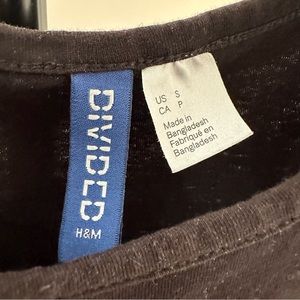 DIVIDED
H&M
US S
CA P
Made in
Bangladesh
Fabriqué en
Bangladesh